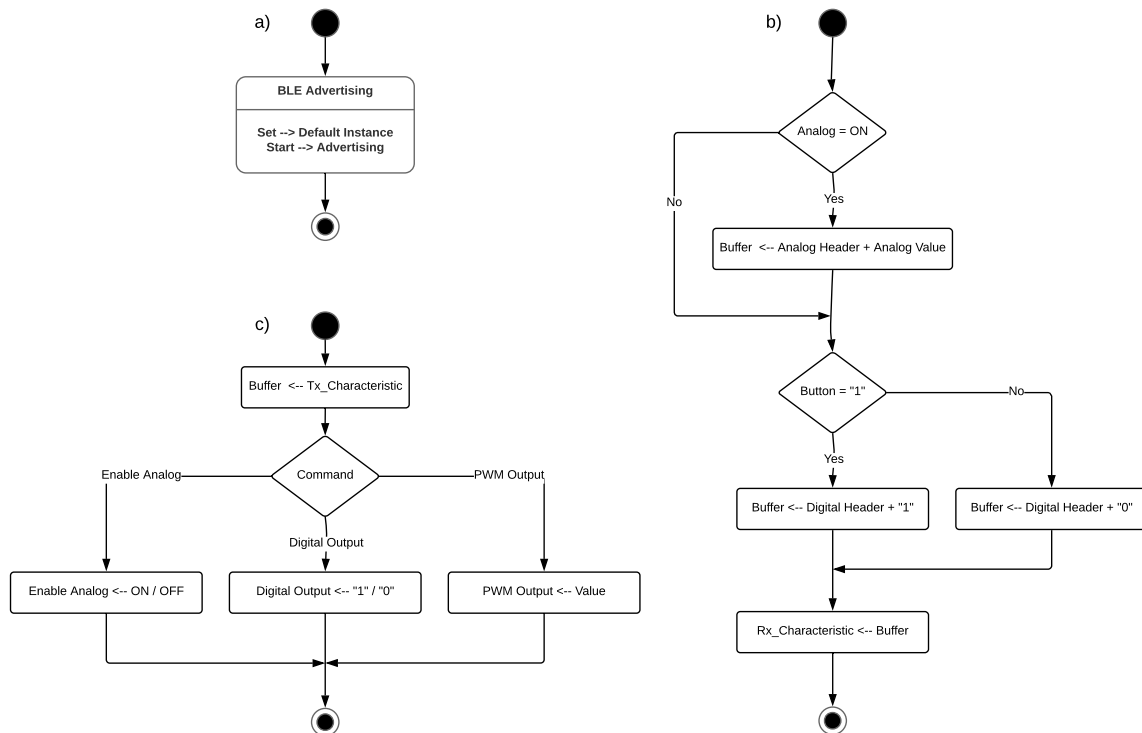 a)
BLE Advertising
Set --> Default Instance
Start --> Advertising
b)
Analog = ON
No
Yes
Buffer  <-- Analog Header + Analog Value
Button = "1"
No
Yes
Buffer <-- Digital Header + "1"
Buffer <-- Digital Header + "0"
Rx_Characteristic <-- Buffer
c)
Buffer  <-- Tx_Characteristic
Command
Enable Analog
PWM Output
Digital Output
Enable Analog <-- ON / OFF
Digital Output <-- "1" / "0"
PWM Output <-- Value